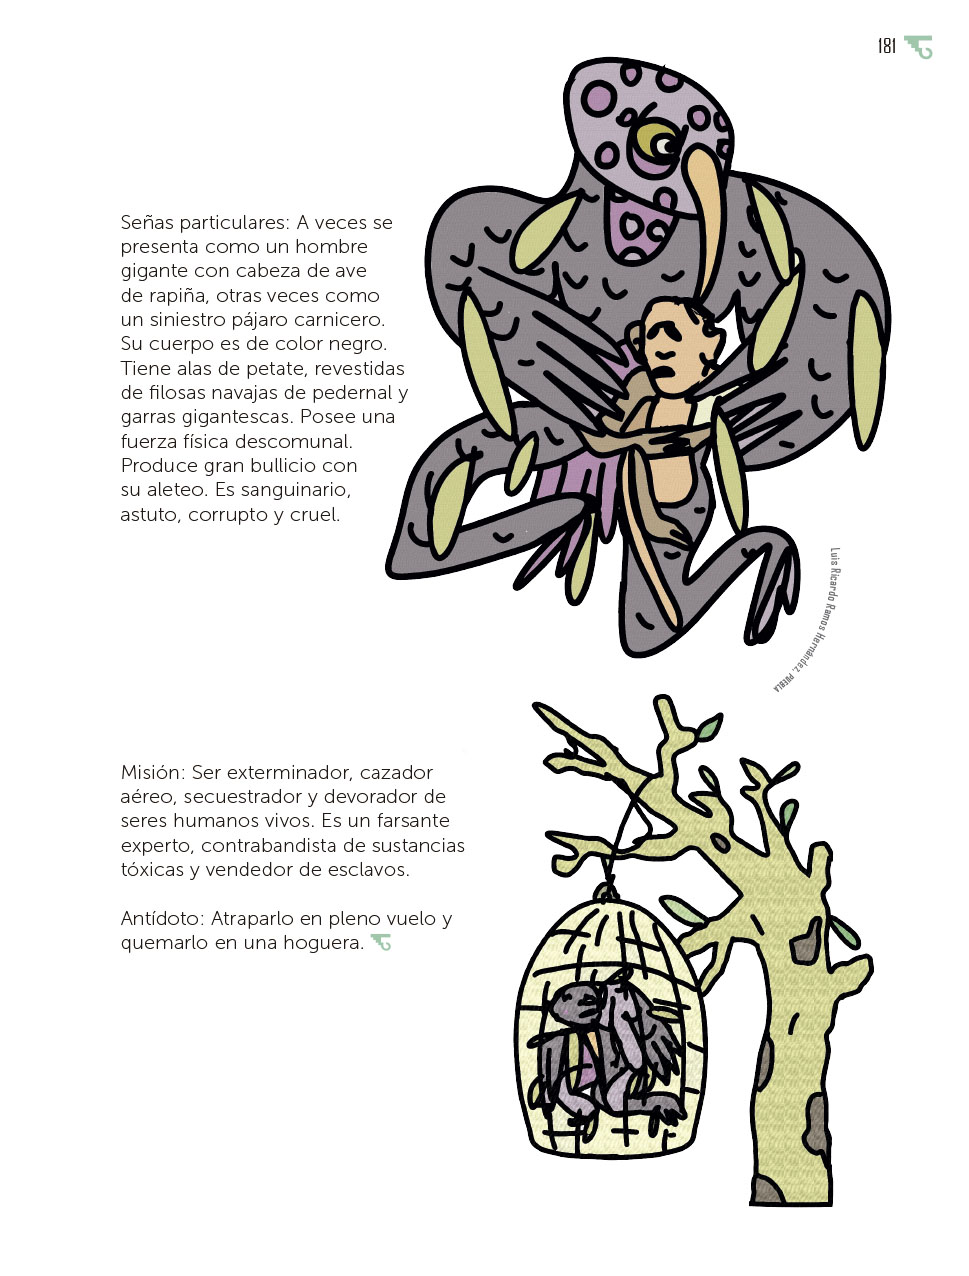 181
Señas particulares: A veces se
presenta como un hombre
gigante con cabeza de ave
de rapiña, otras veces como
un siniestro pájaro carnicero.
Su cuerpo es de color negro.
Tiene alas de petate, revestidas
de filosas navajas de pedernal y
garras gigantescas. Posee una
fuerza física descomunal.
Produce gran bullicio con
su aleteo. Es sanguinario,
astuto, corrupto y cruel.
Luis Ricardo Ramos Hernández, PUEBLA
Misión: Ser exterminador, cazador
aéreo, secuestrador y devorador de
seres humanos vivos. Es un farsante
experto, contrabandista de sustancias
tóxicas y vendedor de esclavos.
Antídoto: Atraparlo en pleno vuelo y
quemarlo en una hoguera.